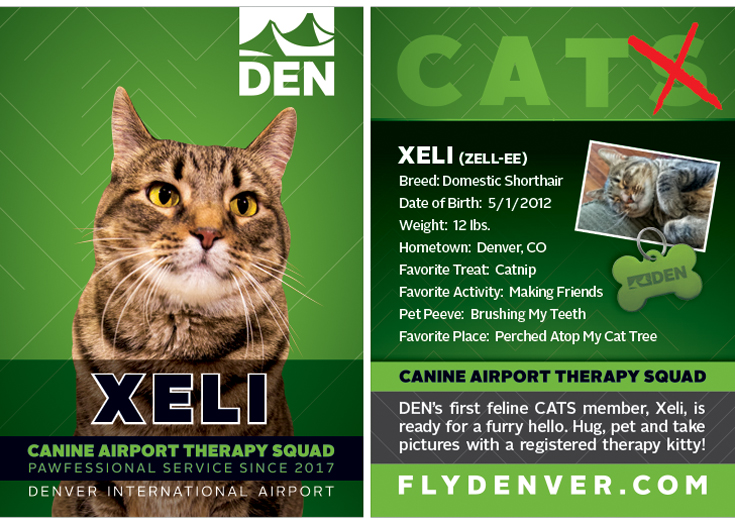 DEN
XELI
CANINE AIRPORT THERAPY SQUAD
PAWFESSIONAL SERVICE SINCE 2017
DENVER INTERNATIONAL AIRPORT
CATS
XELI (ZELL-EE)
Breed: Domestic Shorthair
Date of Birth: 5/1/2012
Weight: 12 lbs.
Hometown: Denver, CO
Favorite Treat: Catnip
Favorite Activity: Making Friends
Pet Peeve: Brushing My Teeth
Favorite Place: Perched Atop My Cat Tree
DEN
CANINE AIRPORT THERAPY SQUAD
DEN’s first feline CATS member, Xeli, is
ready for a furry hello. Hug, pet and take
pictures with a registered therapy kitty!
FLYDENVER.COM